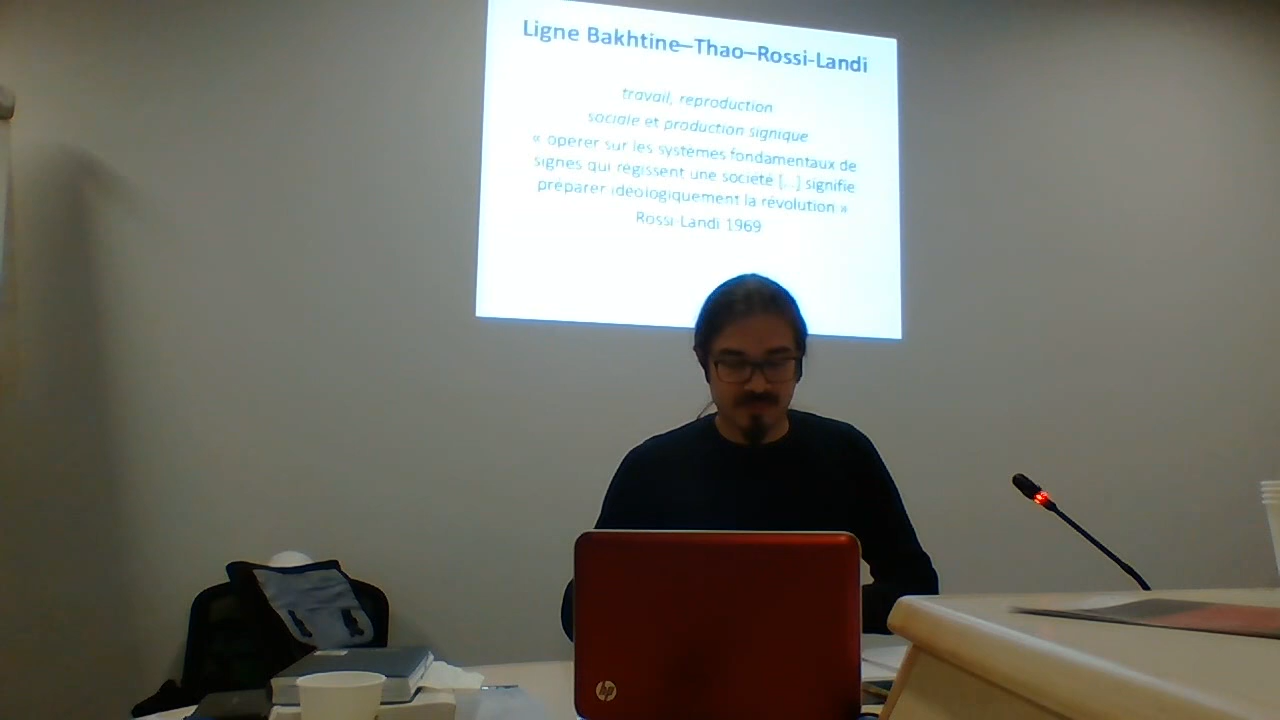 Ligne Bakhtine–Thao–Rossi-Landi
travail, reproduction
sociale et production signique
« opérer sur les systèmes fondamentaux de
signes qui régissent une société [...] signifie
préparer idéologiquement la révolution »
Rossi-Landi 1969
hp